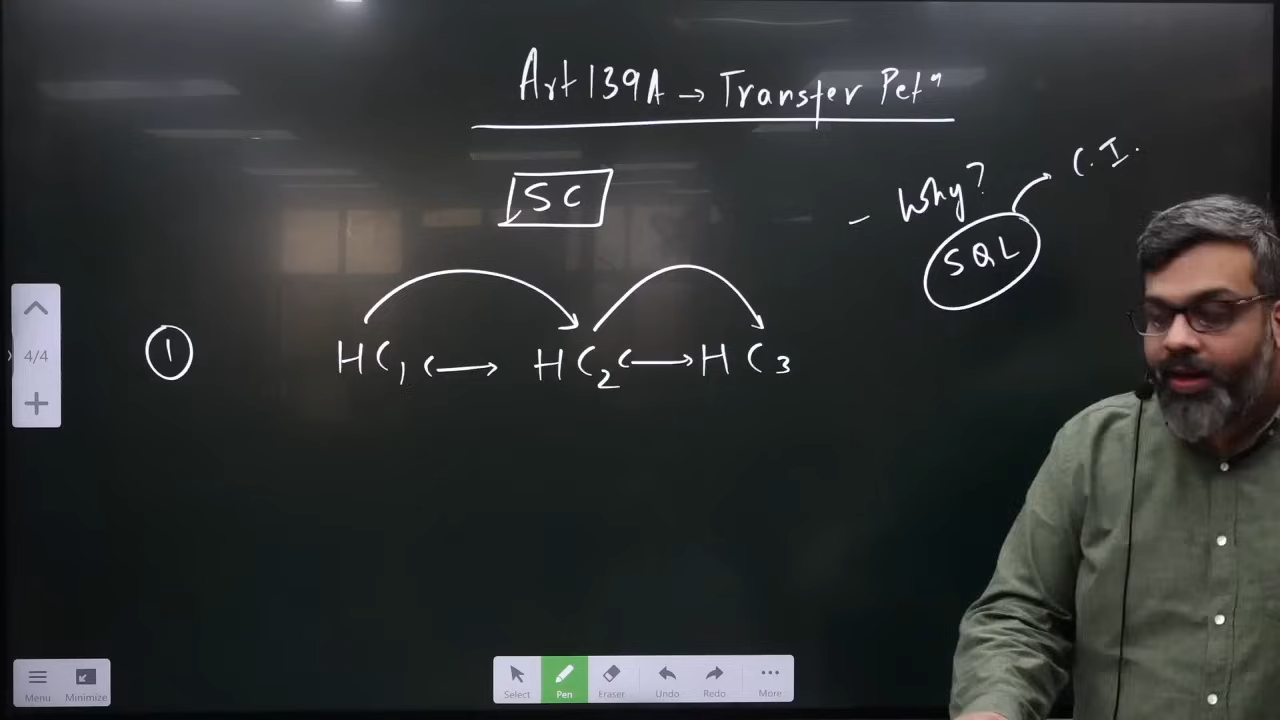 Art 139A → Transfer Petⁿ
SC
- Why?
C.I.
SQL
① HC₁ → HC₂ → HC₃
4/4
Menu
Minimize
Select
Pen
Eraser
Undo
Redo
More